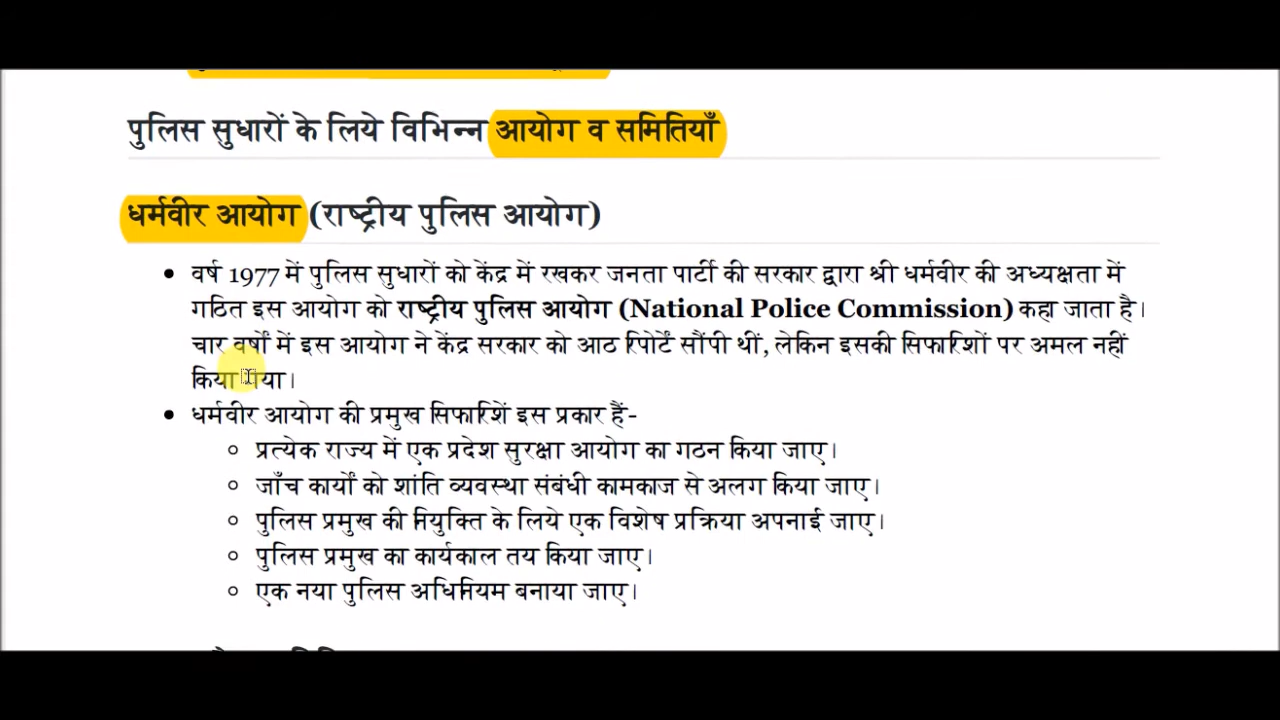 पुलिस सुधारों के लिये विभिन्न आयोग व समितियाँ
धर्मवीर आयोग (राष्ट्रीय पुलिस आयोग)
• वर्ष 1977 में पुलिस सुधारों को केंद्र में रखकर जनता पार्टी की सरकार द्वारा श्री धर्मवीर की अध्यक्षता में
गठित इस आयोग को राष्ट्रीय पुलिस आयोग (National Police Commission) कहा जाता है।
चार वर्षों में इस आयोग ने केंद्र सरकार को आठ रिपोर्टें सौंपी थीं, लेकिन इसकी सिफारिशों पर अमल नहीं
किया गया।
• धर्मवीर आयोग की प्रमुख सिफारिशें इस प्रकार हैं-
○ प्रत्येक राज्य में एक प्रदेश सुरक्षा आयोग का गठन किया जाए।
○ जाँच कार्यों को शांति व्यवस्था संबंधी कामकाज से अलग किया जाए।
○ पुलिस प्रमुख की नियुक्ति के लिये एक विशेष प्रक्रिया अपनाई जाए।
○ पुलिस प्रमुख का कार्यकाल तय किया जाए।
○ एक नया पुलिस अधिनियम बनाया जाए।